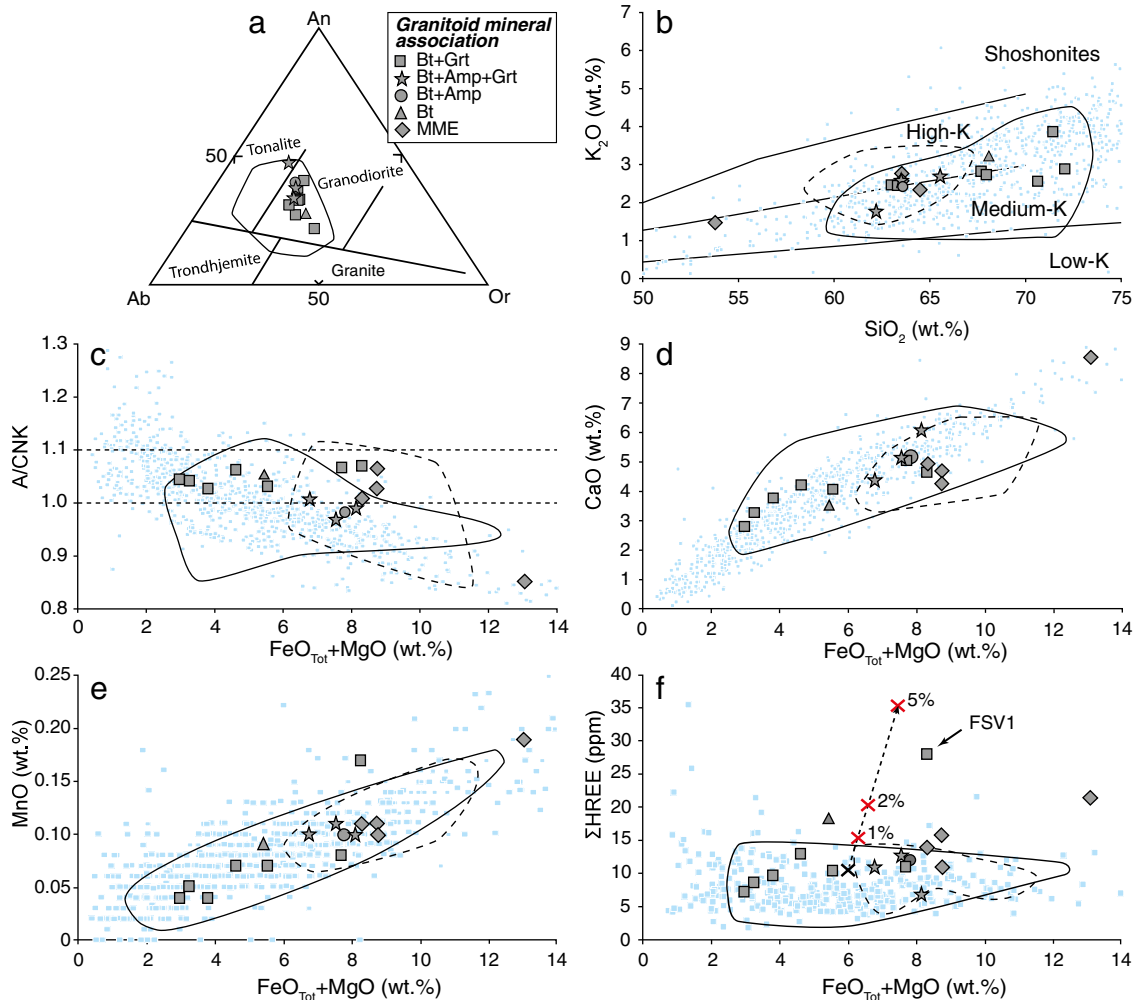 a
An
50
Tonalite
Granodiorite
Trondhjemite
Granite
Ab
50
Or
Granitoid mineral
association
Bt+Grt
Bt+Amp+Grt
Bt+Amp
Bt
MME
b
K2O (wt.%)
7
6
5
4
3
2
1
0
Shoshonites
High-K
Medium-K
Low-K
50 55 60 65 70 75
SiO2 (wt.%)
c
A/CNK
1.3
1.2
1.1
1.0
0.9
0.8
0 2 4 6 8 10 12 14
FeOTot+MgO (wt.%)
d
CaO (wt.%)
9
8
7
6
5
4
3
2
1
0
0 2 4 6 8 10 12 14
FeOTot+MgO (wt.%)
e
MnO (wt.%)
0.25
0.20
0.15
0.10
0.05
0
0 2 4 6 8 10 12 14
FeOTot+MgO (wt.%)
f
ΣHREE (ppm)
40
35
30
25
20
15
10
5
0
5%
FSV1
2%
1%
0 2 4 6 8 10 12 14
FeOTot+MgO (wt.%)